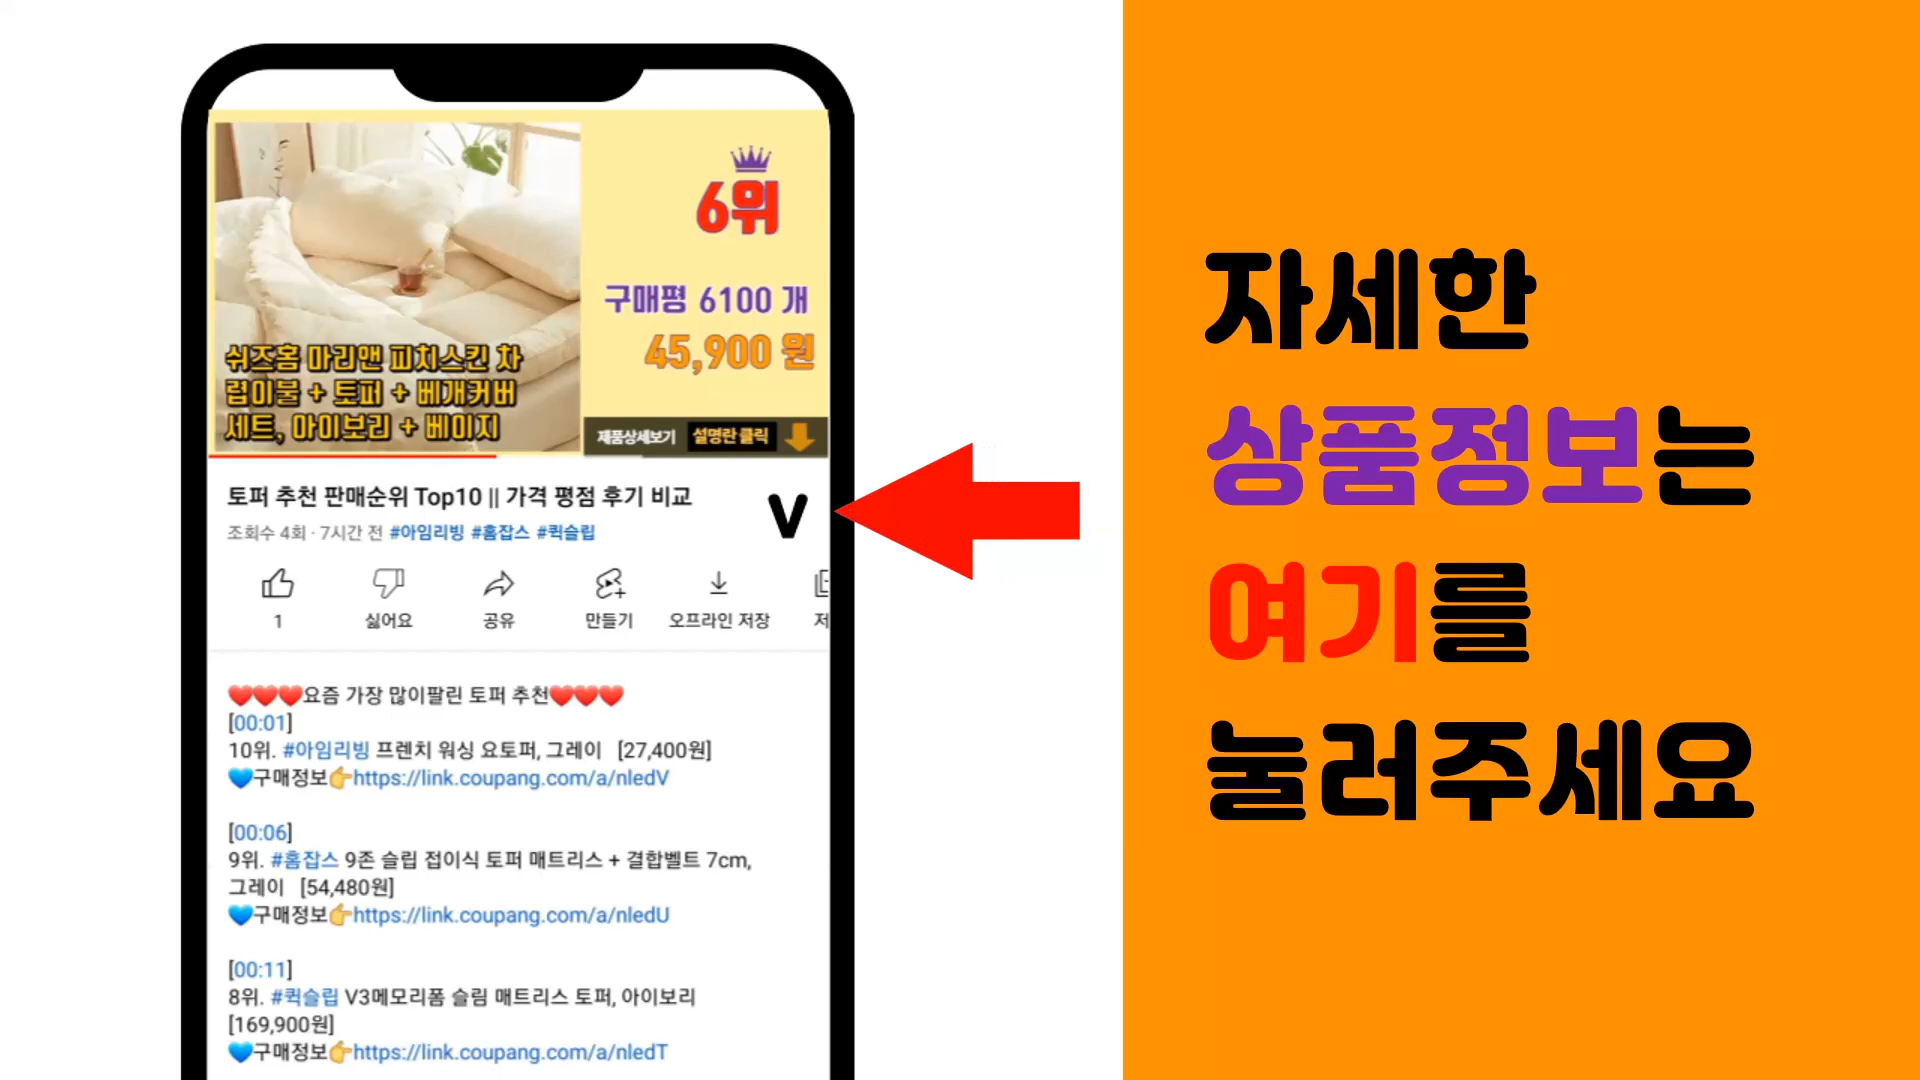 6위
구매평 6100 개
45,900 원
쉬즈홈 마리앤 피치스킨 차
렵이불 + 토퍼 + 베개커버
세트, 아이보리 + 베이지
제품상세보기 설명란 클릭
토퍼 추천 판매순위 Top10 || 가격 평점 후기 비교
조회수 4회 · 7시간 전 #아임리빙 #홈잡스 #퀵슬립
V
1 싫어요 공유 만들기 오프라인 저장 저
❤️❤️❤️요즘 가장 많이팔린 토퍼 추천❤️❤️❤️
[00:01]
10위. #아임리빙 프렌치 워싱 요토퍼, 그레이 [27,400원]
💙구매정보👉https://link.coupang.com/a/nledV
[00:06]
9위. #홈잡스 9존 슬립 접이식 토퍼 매트리스 + 결합벨트 7cm,
그레이 [54,480원]
💙구매정보👉https://link.coupang.com/a/nledU
[00:11]
8위. #퀵슬립 V3메모리폼 슬림 매트리스 토퍼, 아이보리
[169,900원]
💙구매정보👉https://link.coupang.com/a/nledT
자세한
상품정보는
여기를
눌러주세요